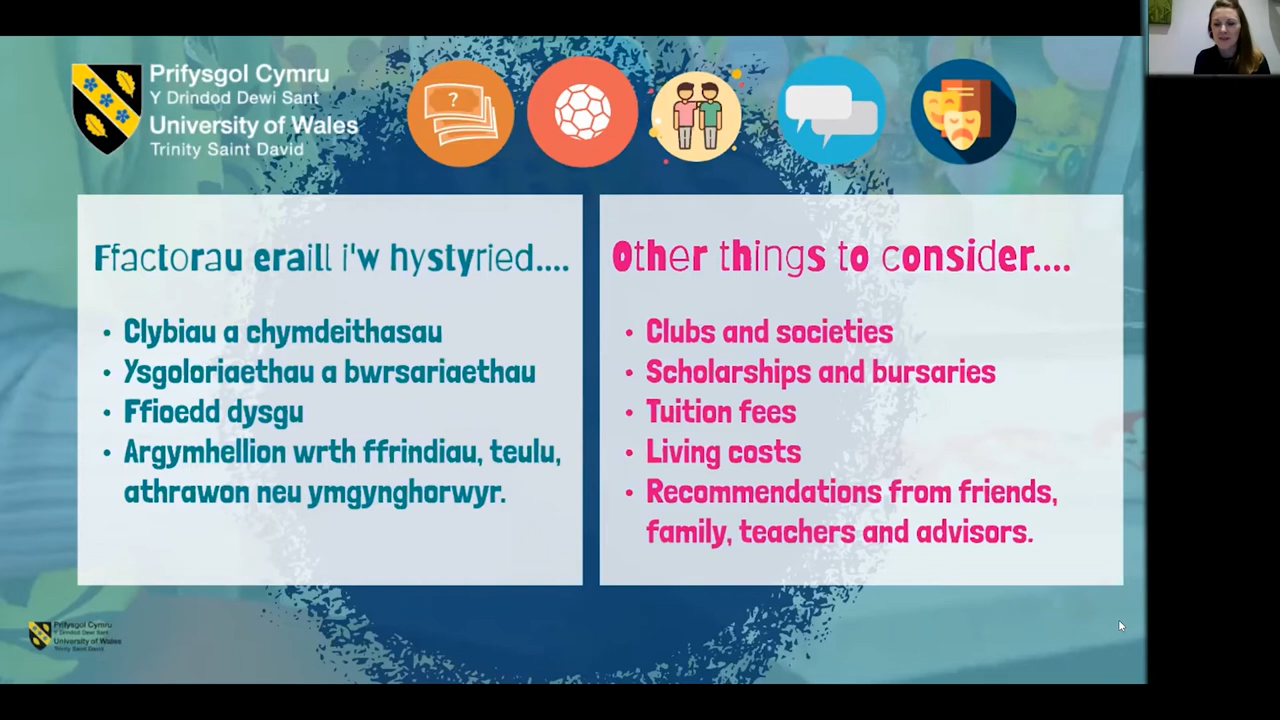 Prifysgol Cymru
Y Drindod Dewi Sant
University of Wales
Trinity Saint David
?
Ffactorau eraill i'w hystyried....
• Clybiau a chymdeithasau
• Ysgoloriaethau a bwrsariaethau
• Ffioedd dysgu
• Argymhellion wrth ffrindiau, teulu,
athrawon neu ymgynghorwyr.
Other things to consider....
• Clubs and societies
• Scholarships and bursaries
• Tuition fees
• Living costs
• Recommendations from friends,
family, teachers and advisors.
Prifysgol Cymru
Y Drindod Dewi Sant
University of Wales
Trinity Saint David